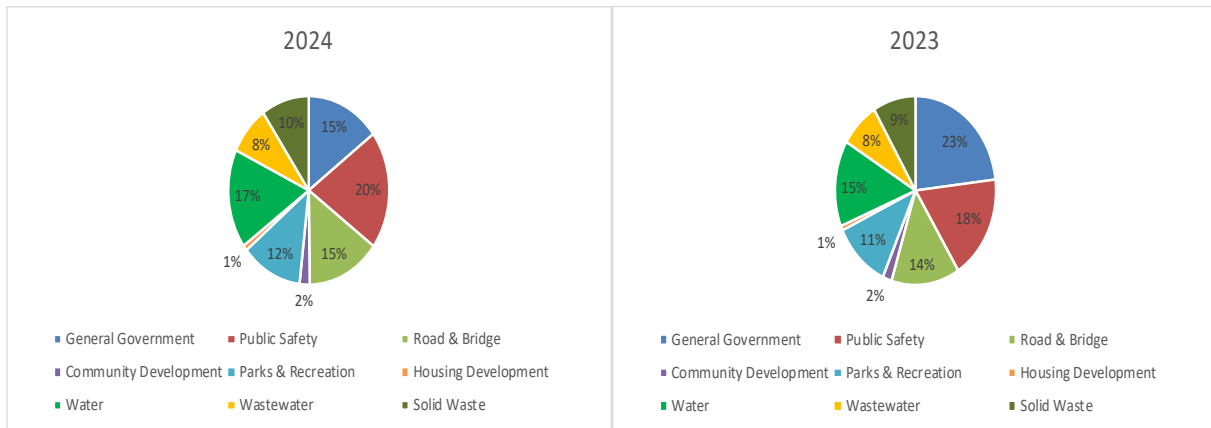 2024
10%
15%
8%
20%
17%
12%
15%
1%
2%
General Government
Public Safety
Road & Bridge
Community Development
Parks & Recreation
Housing Development
Water
Wastewater
Solid Waste
2023
9%
23%
8%
15%
18%
11%
14%
1%
2%
General Government
Public Safety
Road & Bridge
Community Development
Parks & Recreation
Housing Development
Water
Wastewater
Solid Waste